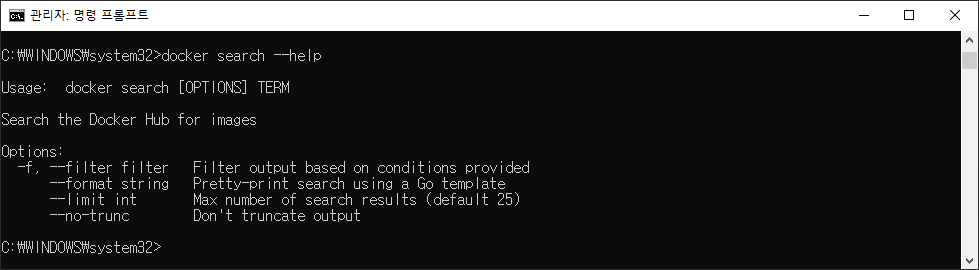 관리자: 명령 프롬프트
C:₩WINDOWS₩system32>docker search --help
Usage:  docker search [OPTIONS] TERM
Search the Docker Hub for images
Options:
  -f, --filter filter   Filter output based on conditions provided
      --format string   Pretty-print search using a Go template
      --limit int       Max number of search results (default 25)
      --no-trunc        Don't truncate output
C:₩WINDOWS₩system32>